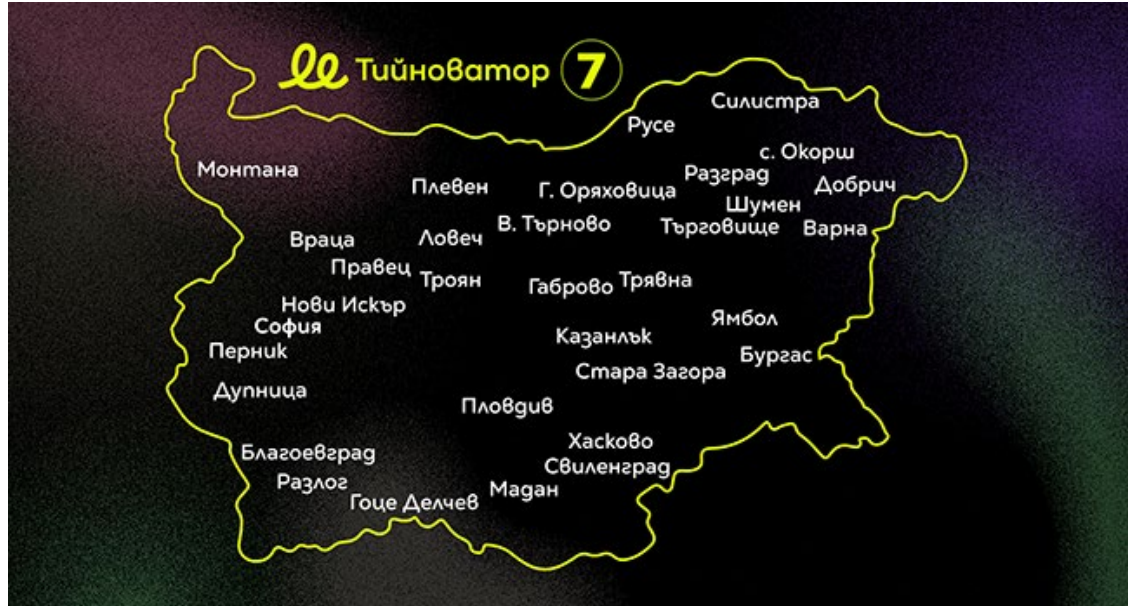 Тийноватор 7
Силистра
Русе
с. Окорш
Монтана
Разград
Плевен
Г. Оряховица
Добрич
Шумен
В. Търново
Търговище
Варна
Враца
Ловеч
Правец
Троян
Габрово
Трявна
Нови Искър
София
Ямбол
Казанлък
Перник
Бургас
Стара Загора
Дупница
Пловдив
Хасково
Благоевград
Свиленград
Разлог
Мадан
Гоце Делчев